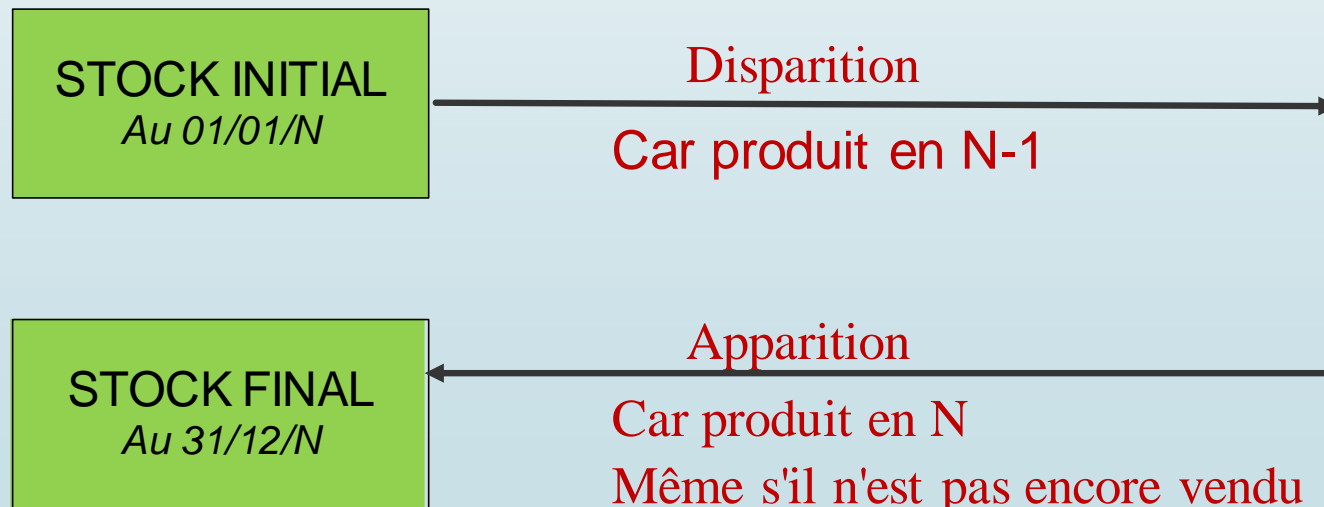 STOCK INITIAL
Au 01/01/N
Disparition
Car produit en N-1
STOCK FINAL
Au 31/12/N
Apparition
Car produit en N
Même s'il n'est pas encore vendu